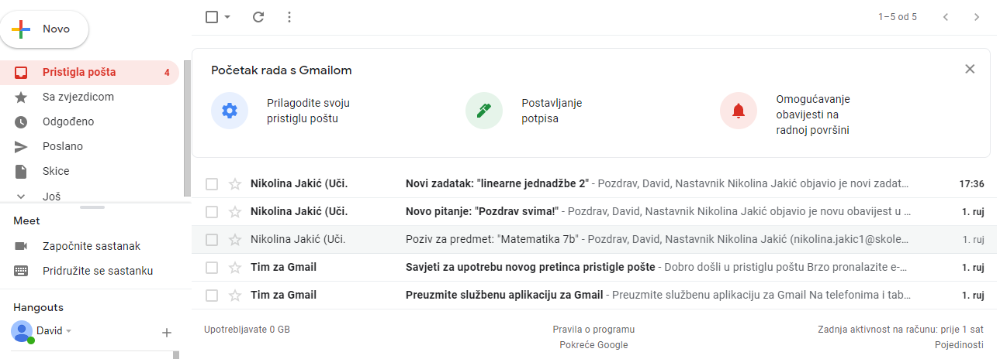 Novo
1–5 od 5
Pristigla pošta 4
Sa zvjezdicom
Odgođeno
Poslano
Skice
Još
Meet
Započnite sastanak
Pridružite se sastanku
Hangouts
David
Početak rada s Gmailom
Prilagodite svoju
pristiglu poštu
Postavljanje
potpisa
Omogućavanje
obavijesti na
radnoj površini
Nikolina Jakić (Uči. Novi zadatak: "linearne jednadžbe 2" - Pozdrav, David, Nastavnik Nikolina Jakić objavio je novi zadat… 17:36
Nikolina Jakić (Uči. Novo pitanje: "Pozdrav svima!" - Pozdrav, David, Nastavnik Nikolina Jakić objavio je novu obavijest u … 1. ruj
Nikolina Jakić (Uči. Poziv za predmet: "Matematika 7b" - Pozdrav, David, Nastavnik Nikolina Jakić (nikolina.jakic1@skole… 1. ruj
Tim za Gmail Savjeti za upotrebu novog pretinca pristigle pošte - Dobro došli u pristiglu poštu Brzo pronalazite e-… 1. ruj
Tim za Gmail Preuzmite službenu aplikaciju za Gmail - Preuzmite službenu aplikaciju za Gmail Na telefonima i tab… 1. ruj
Upotrebljavate 0 GB
Pravila o programu
Pokreće Google
Zadnja aktivnost na računu: prije 1 sat
Pojedinosti